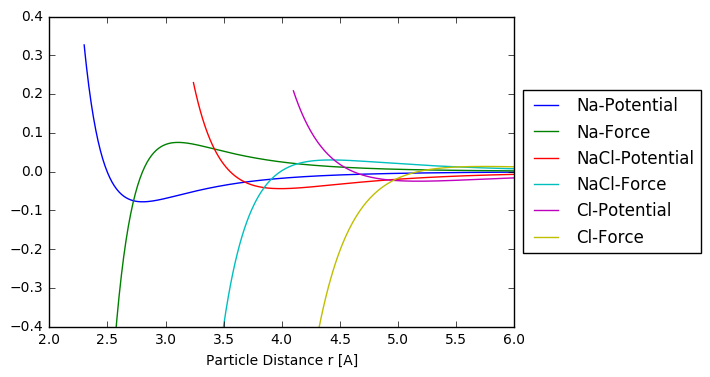 0.4
0.3
0.2
0.1
0.0
−0.1
−0.2
−0.3
−0.4
2.0 2.5 3.0 3.5 4.0 4.5 5.0 5.5 6.0
Particle Distance r [A]
Na-Potential
Na-Force
NaCl-Potential
NaCl-Force
Cl-Potential
Cl-Force